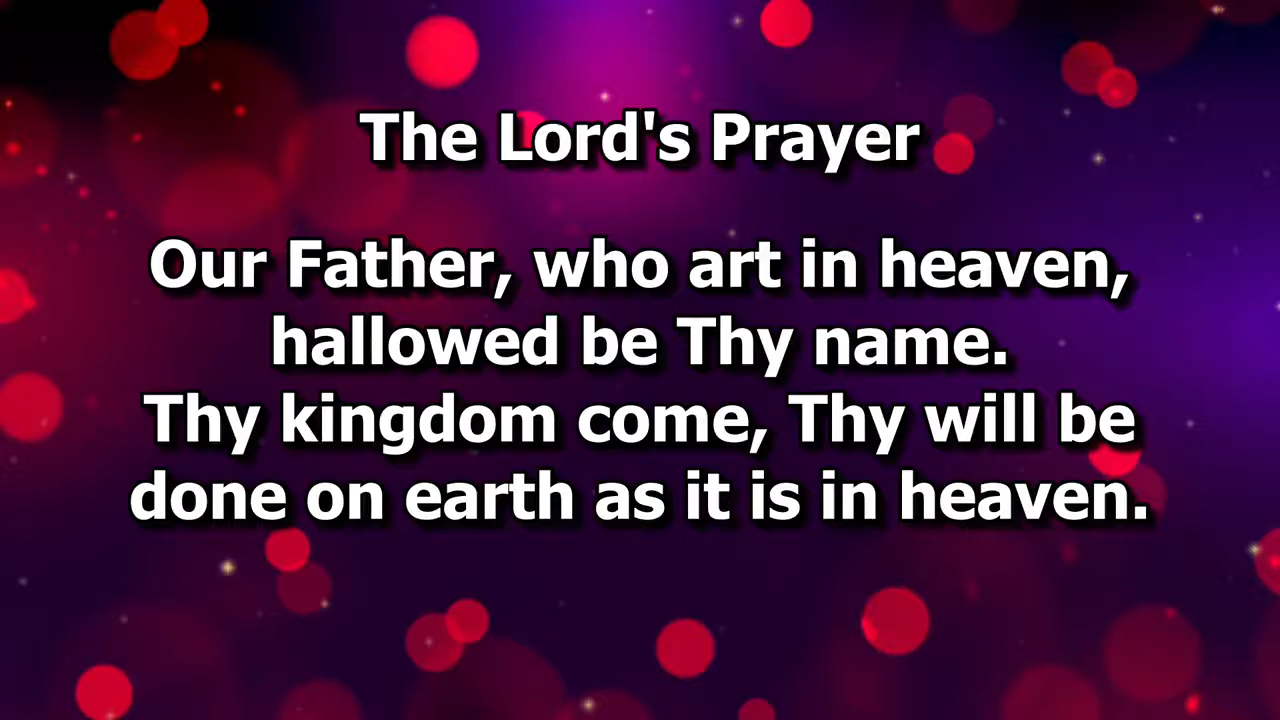 The Lord's Prayer
Our Father, who art in heaven,
hallowed be Thy name.
Thy kingdom come, Thy will be
done on earth as it is in heaven.